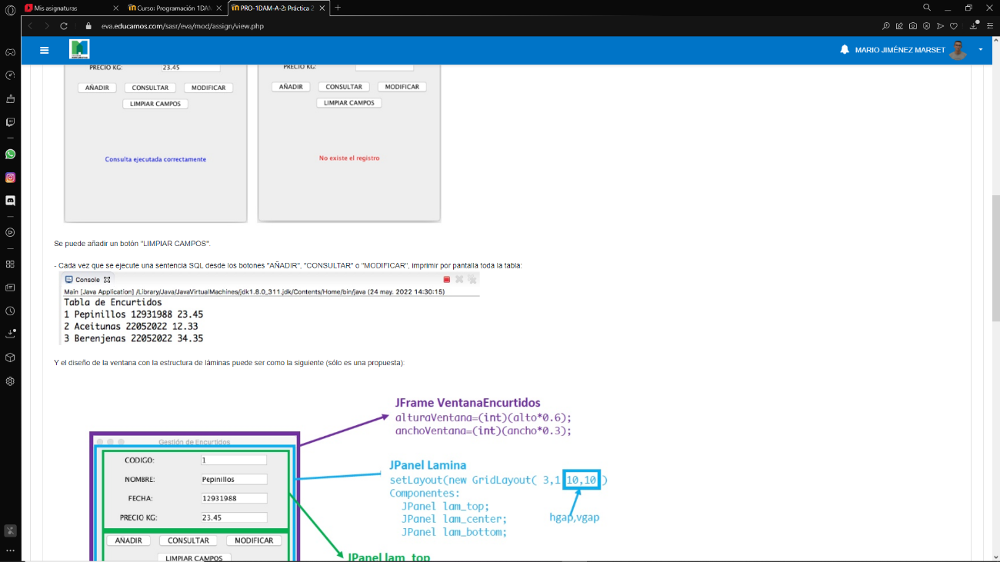 Mis asignaturas
Curso: Programación 1DAM
PRO-1DAM-A-2: Práctica 2
eva.educamos.com/sasr/eva/mod/assign/view.php
MARIO JIMÉNEZ MARSET
PRECIO KG: 23.45
PRECIO KG:
AÑADIR CONSULTAR MODIFICAR
LIMPIAR CAMPOS
AÑADIR CONSULTAR MODIFICAR
LIMPIAR CAMPOS
Consulta ejecutada correctamente
No existe el registro
Se puede añadir un botón "LIMPIAR CAMPOS".
- Cada vez que se ejecute una sentencia SQL desde los botones "AÑADIR", "CONSULTAR" o "MODIFICAR", imprimir por pantalla toda la tabla:
Console
Main [Java Application] /Library/Java/JavaVirtualMachines/jdk1.8.0_311.jdk/Contents/Home/bin/java (24 may. 2022 14:30:15)
Tabla de Encurtidos
1 Pepinillos 12931988 23.45
2 Aceitunas 22052022 12.33
3 Berenjenas 22052022 34.35
Y el diseño de la ventana con la estructura de láminas puede ser como la siguiente (sólo es una propuesta):
JFrame VentanaEncurtidos
alturaVentana=(int)(alto*0.6);
anchoVentana=(int)(ancho*0.3);
Gestión de Encurtidos
CODIGO: 1
NOMBRE: Pepinillos
FECHA: 12931988
PRECIO KG: 23.45
AÑADIR CONSULTAR MODIFICAR
LIMPIAR CAMPOS
JPanel Lamina
setLayout(new GridLayout( 3,1 10,10 )
Componentes:
JPanel lam_top;
JPanel lam_center;
JPanel lam_bottom;
hgap,vgap
JPanel lam_top